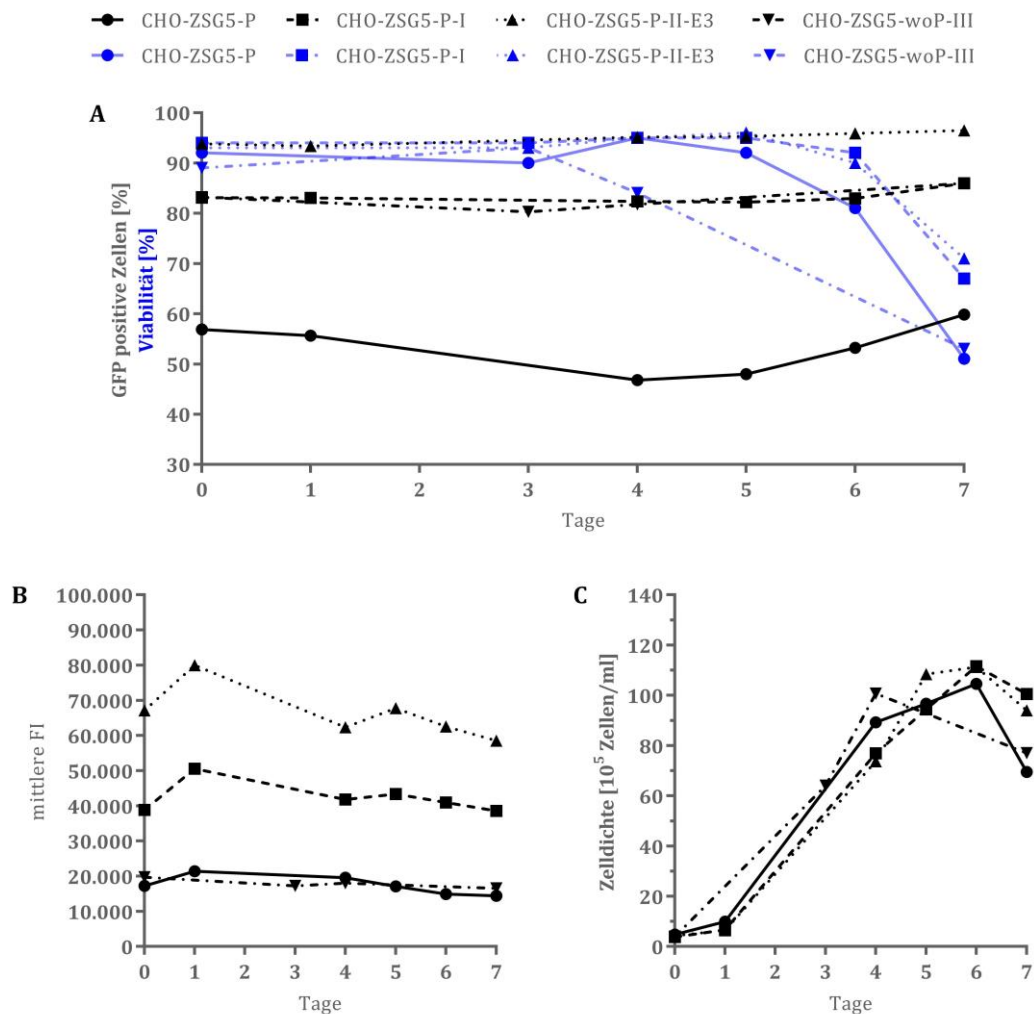 CHO-ZSG5-P CHO-ZSG5-P-I CHO-ZSG5-P-II-E3 CHO-ZSG5-woP-III
CHO-ZSG5-P CHO-ZSG5-P-I CHO-ZSG5-P-II-E3 CHO-ZSG5-woP-III
A
GFP positive Zellen [%]
Viabilität [%]
100
90
80
70
60
50
40
30
0 1 2 3 4 5 6 7
Tage
B
mittlere FI
100.000
90.000
80.000
70.000
60.000
50.000
40.000
30.000
20.000
10.000
0
0 1 2 3 4 5 6 7
Tage
C
Zelldichte [10⁵ Zellen/ml]
140
120
100
80
60
40
20
0
0 1 2 3 4 5 6 7
Tage